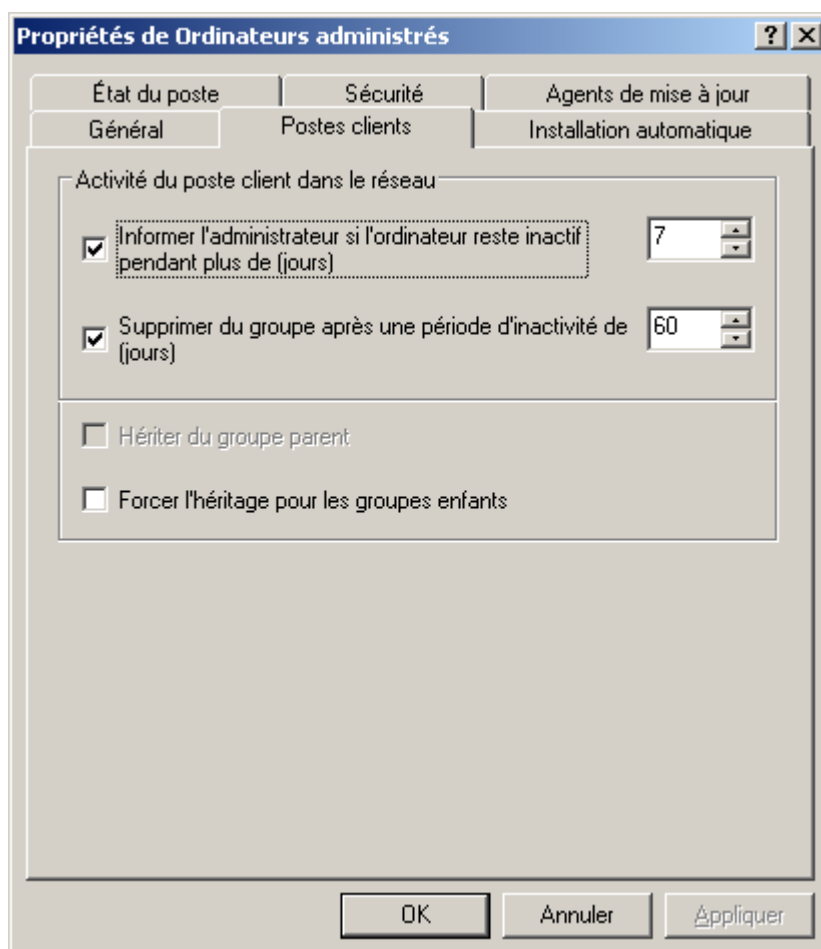 Propriétés de Ordinateurs administrés
État du poste
Sécurité
Agents de mise à jour
Général
Postes clients
Installation automatique
Activité du poste client dans le réseau
Informer l'administrateur si l'ordinateur reste inactif
pendant plus de (jours)
7
Supprimer du groupe après une période d'inactivité de
(jours)
60
Hériter du groupe parent
Forcer l'héritage pour les groupes enfants
OK
Annuler
Appliquer